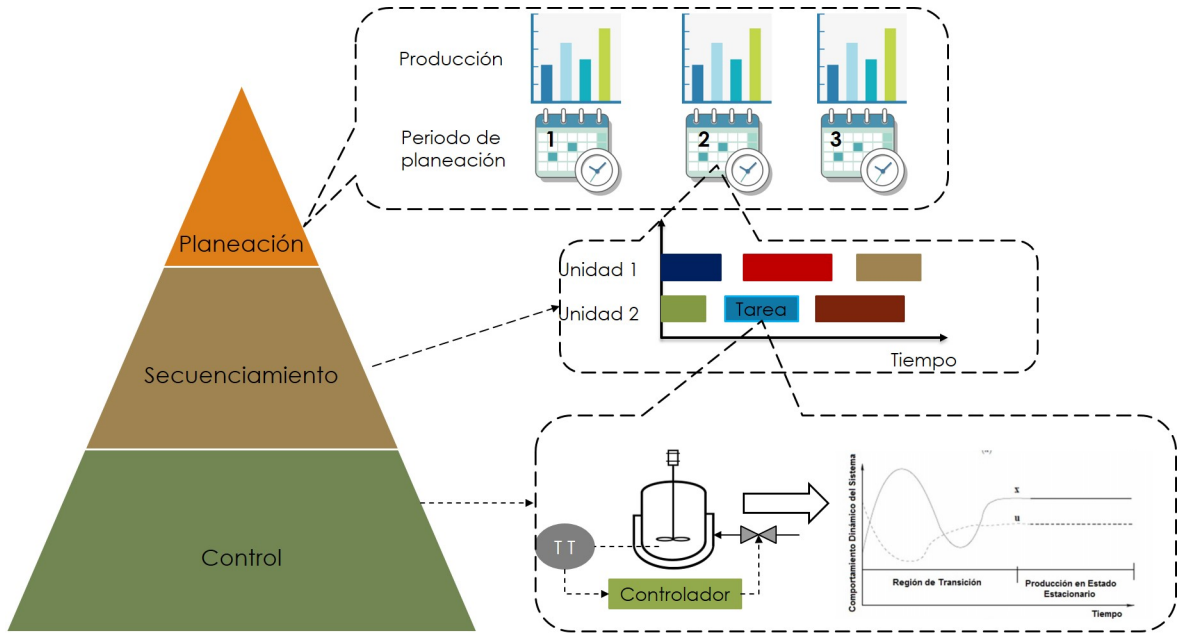 Producción
Periodo de
planeación
1
2
3
Planeación
Secuenciamiento
Control
Unidad 1
Unidad 2
Tarea
Tiempo
TT
Controlador
Comportamiento Dinámico del Sistema
x
u
Región de Transición
Producción en Estado
Estacionario
Tiempo